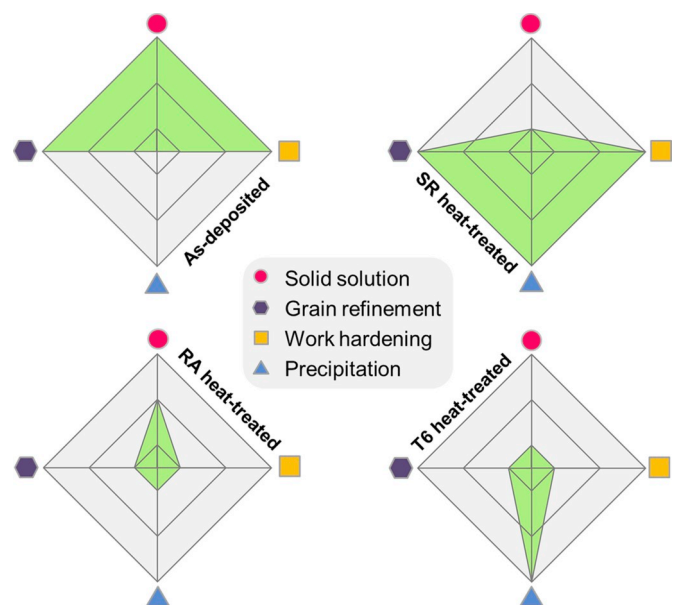 As-deposited
SR heat-treated
Solid solution
Grain refinement
Work hardening
Precipitation
RA heat-treated
T6 heat-treated